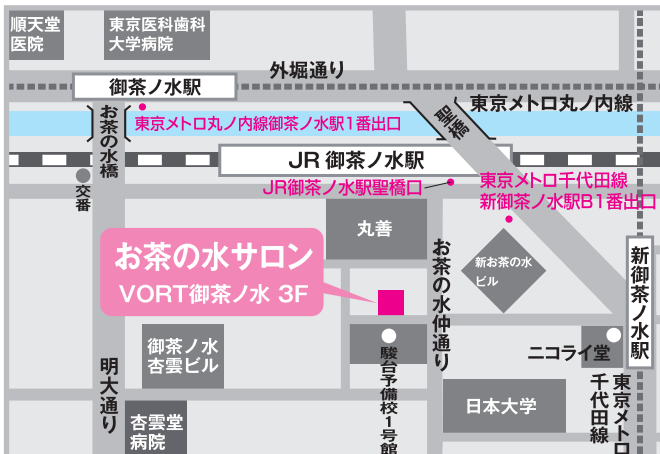 順天堂
医院
東京医科歯科
大学病院
外堀通り
御茶ノ水駅
東京メトロ丸ノ内線
お茶の水橋
東京メトロ丸ノ内線御茶ノ水駅1番出口
聖橋
JR 御茶ノ水駅
交番
JR御茶ノ水駅聖橋口
東京メトロ千代田線
新御茶ノ水駅B1番出口
丸善
お茶の水サロン
VORT御茶ノ水 3F
お茶の水仲通り
新お茶の水
ビル
新御茶ノ水駅
御茶ノ水
杏雲ビル
明大通り
駿台予備校1号館
ニコライ堂
東京メトロ
千代田線
日本大学
杏雲堂
病院